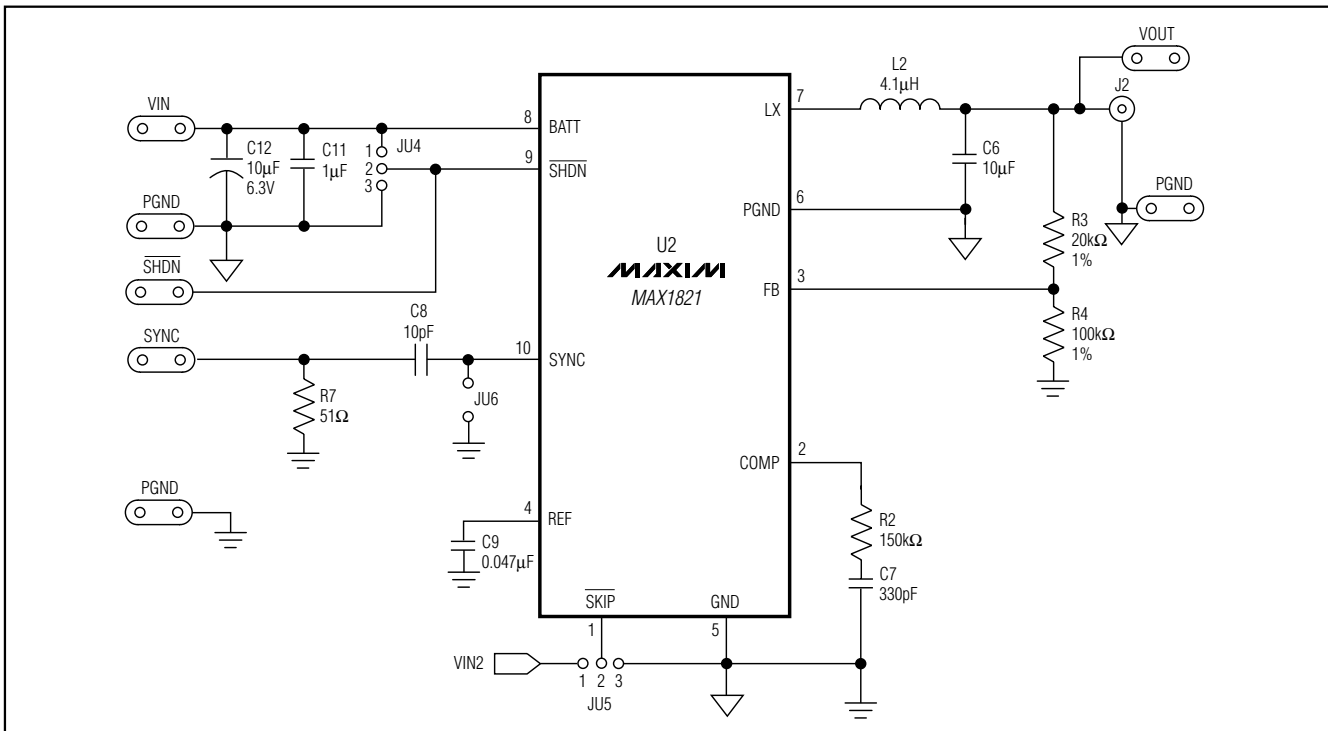 VOUT
L2
4.1μH
J2
VIN
LX
7
8
BATT
C12
10μF
6.3V
C11
1μF
JU4
1
2
3
9
SHDN
C6
10μF
PGND
PGND
6
PGND
R3
20kΩ
1%
U2
MAXIM
MAX1821
SHDN
FB
3
C8
10pF
R4
100kΩ
1%
SYNC
10
SYNC
R7
51Ω
JU6
COMP
2
PGND
4
REF
R2
150kΩ
C9
0.047μF
C7
330pF
SKIP
GND
1
5
VIN2
1 2 3
JU5